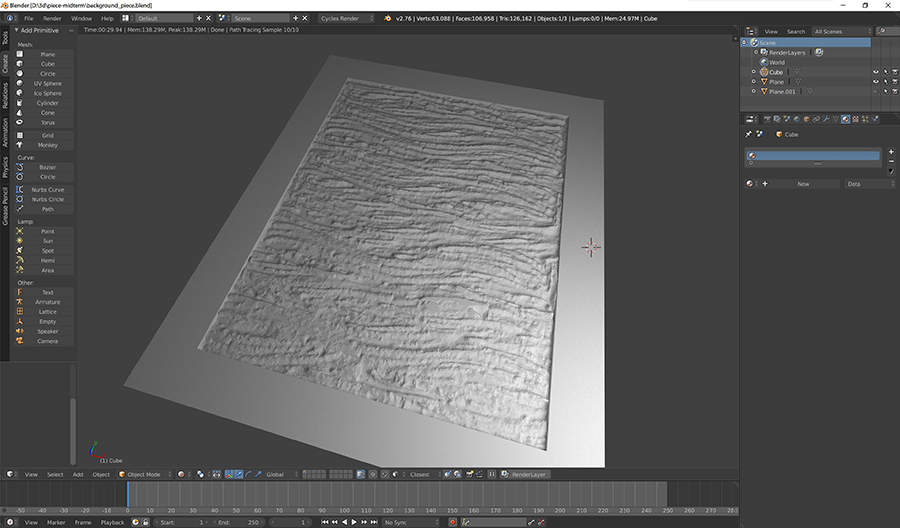 Blender [D:\3d\piece-midterm\background_piece.blend]
File Render Window Help Default Scene Cycles Render v2.76 | Verts:63,088 | Faces:106,958 | Tris:126,162 | Objects:1/3 | Lamps:0/0 | Mem:24.97M | Cube
Time:00:29.94 | Mem:138.29M, Peak:138.29M | Done | Path Tracing Sample 10/10
Tools
Create
Relations
Animation
Physics
Grease Pencil
Add Primitive
Mesh:
Plane
Cube
Circle
UV Sphere
Ico Sphere
Cylinder
Cone
Torus
Grid
Monkey
Curve:
Bezier
Circle
Nurbs Curve
Nurbs Circle
Path
Lamp:
Point
Sun
Spot
Hemi
Area
Other:
Text
Armature
Lattice
Empty
Speaker
Camera
(1) Cube
View Select Add Object Object Mode Global Closest RenderLayer
-50 -40 -30 -20 -10 0 10 20 30 40 50 60 70 80 90 100 110 120 130 140 150 160 170 180 190 200 210 220 230 240 250 260 270 280
View Marker Frame Playback Start: 1 End: 250 1 No Sync
View Search All Scenes
Scene
RenderLayers
World
Cube
Plane
Plane.001
Cube
New Data